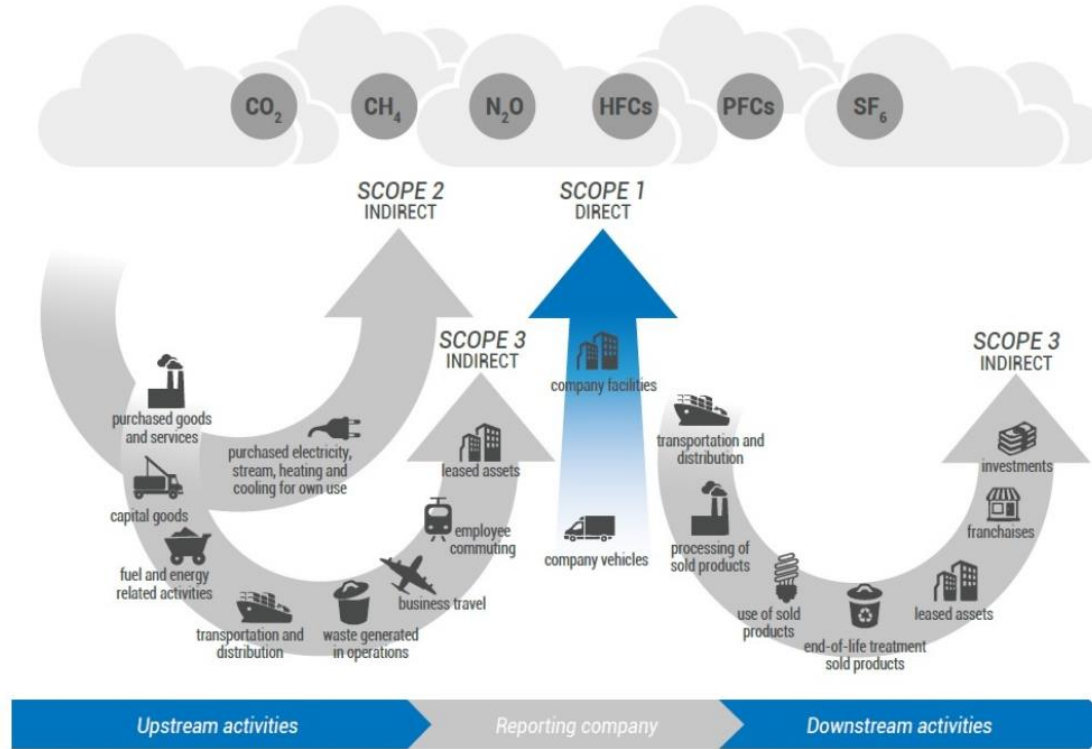 CO₂
CH₄
N₂O
HFCs
PFCs
SF₆
SCOPE 2
INDIRECT
SCOPE 1
DIRECT
SCOPE 3
INDIRECT
SCOPE 3
INDIRECT
purchased goods
and services
capital goods
fuel and energy
related activities
purchased electricity,
stream, heating and
cooling for own use
transportation and
distribution
waste generated
in operations
business travel
employee
commuting
leased assets
company facilities
company vehicles
transportation and
distribution
processing of
sold products
use of sold
products
end-of-life treatment
sold products
leased assets
franchaises
investments
Upstream activities
Reporting company
Downstream activities